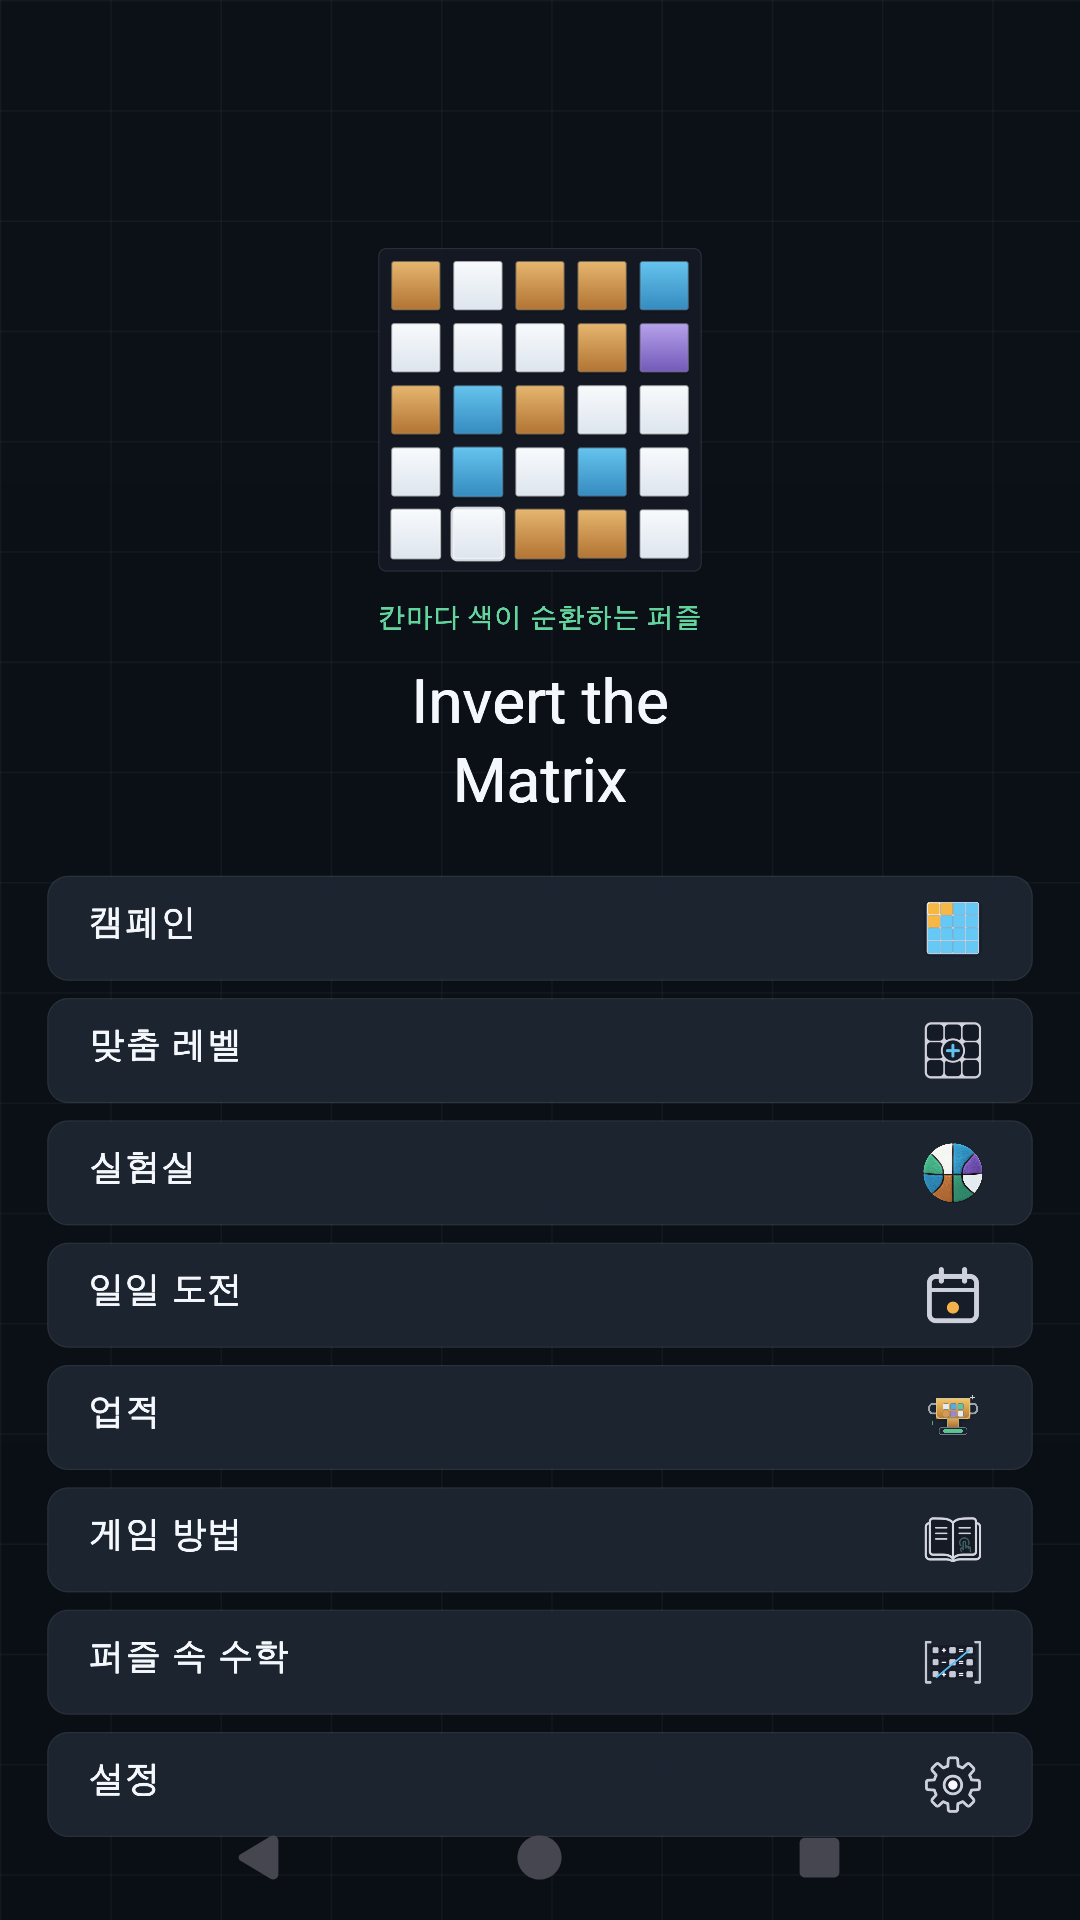 칸마다 색이 순환하는 퍼즐
Invert the
Matrix
캠페인
맞춤 레벨
실험실
일일 도전
업적
게임 방법
퍼즐 속 수학
설정